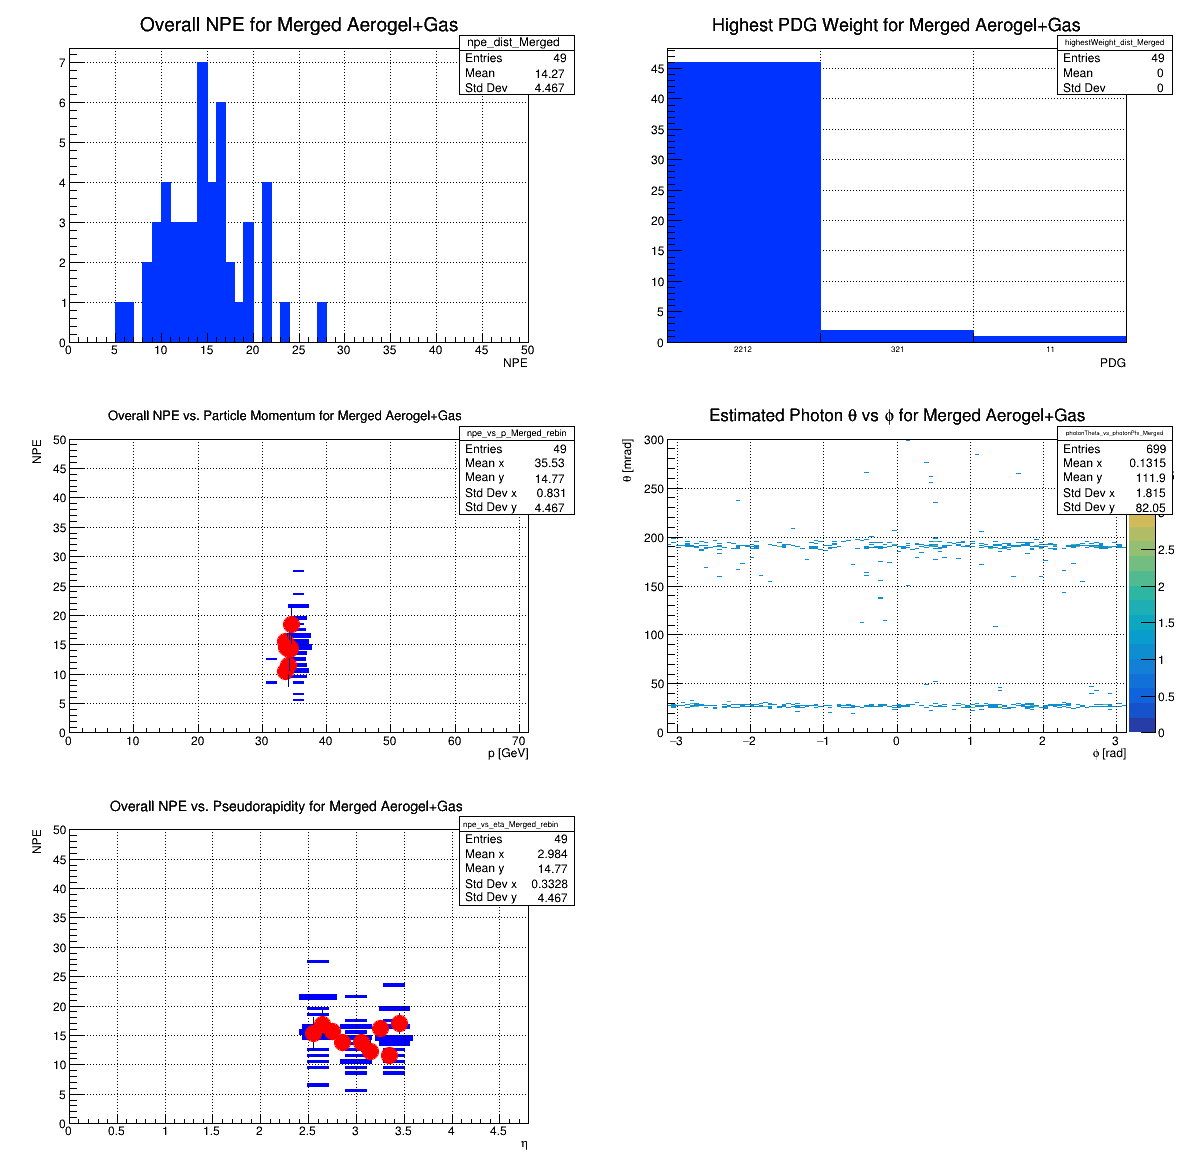 Overall NPE for Merged Aerogel+Gas
npe_dist_Merged
Entries 49
Mean 14.27
Std Dev 4.467
7
6
5
4
3
2
1
0
0 5 10 15 20 25 30 35 40 45 50
NPE
Highest PDG Weight for Merged Aerogel+Gas
highestWeight_dist_Merged
Entries 49
Mean 0
Std Dev 0
45
40
35
30
25
20
15
10
5
0
2212 321 11
PDG
Overall NPE vs. Particle Momentum for Merged Aerogel+Gas
NPE
npe_vs_p_Merged_rebin
Entries 49
Mean x 35.53
Mean y 14.77
Std Dev x 0.831
Std Dev y 4.467
50
45
40
35
30
25
20
15
10
5
0
0 10 20 30 40 50 60 70
p [GeV]
Estimated Photon θ vs ϕ for Merged Aerogel+Gas
θ [mrad]
photonTheta_vs_photonPhi_Merged
Entries 699
Mean x 0.1315
Mean y 111.9
Std Dev x 1.815
Std Dev y 82.05
300
250
200
150
100
50
0
−3 −2 −1 0 1 2 3
ϕ [rad]
2.5
2
1.5
1
0.5
0
Overall NPE vs. Pseudorapidity for Merged Aerogel+Gas
NPE
npe_vs_eta_Merged_rebin
Entries 49
Mean x 2.984
Mean y 14.77
Std Dev x 0.3328
Std Dev y 4.467
50
45
40
35
30
25
20
15
10
5
0
0 0.5 1 1.5 2 2.5 3 3.5 4 4.5
η